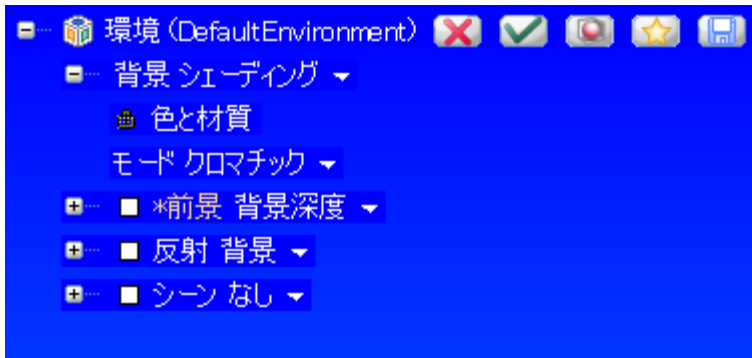 環境 (DefaultEnvironment)
背景 シェーディング
色と材質
モード クロマチック
*前景 背景深度
反射 背景
シーン なし